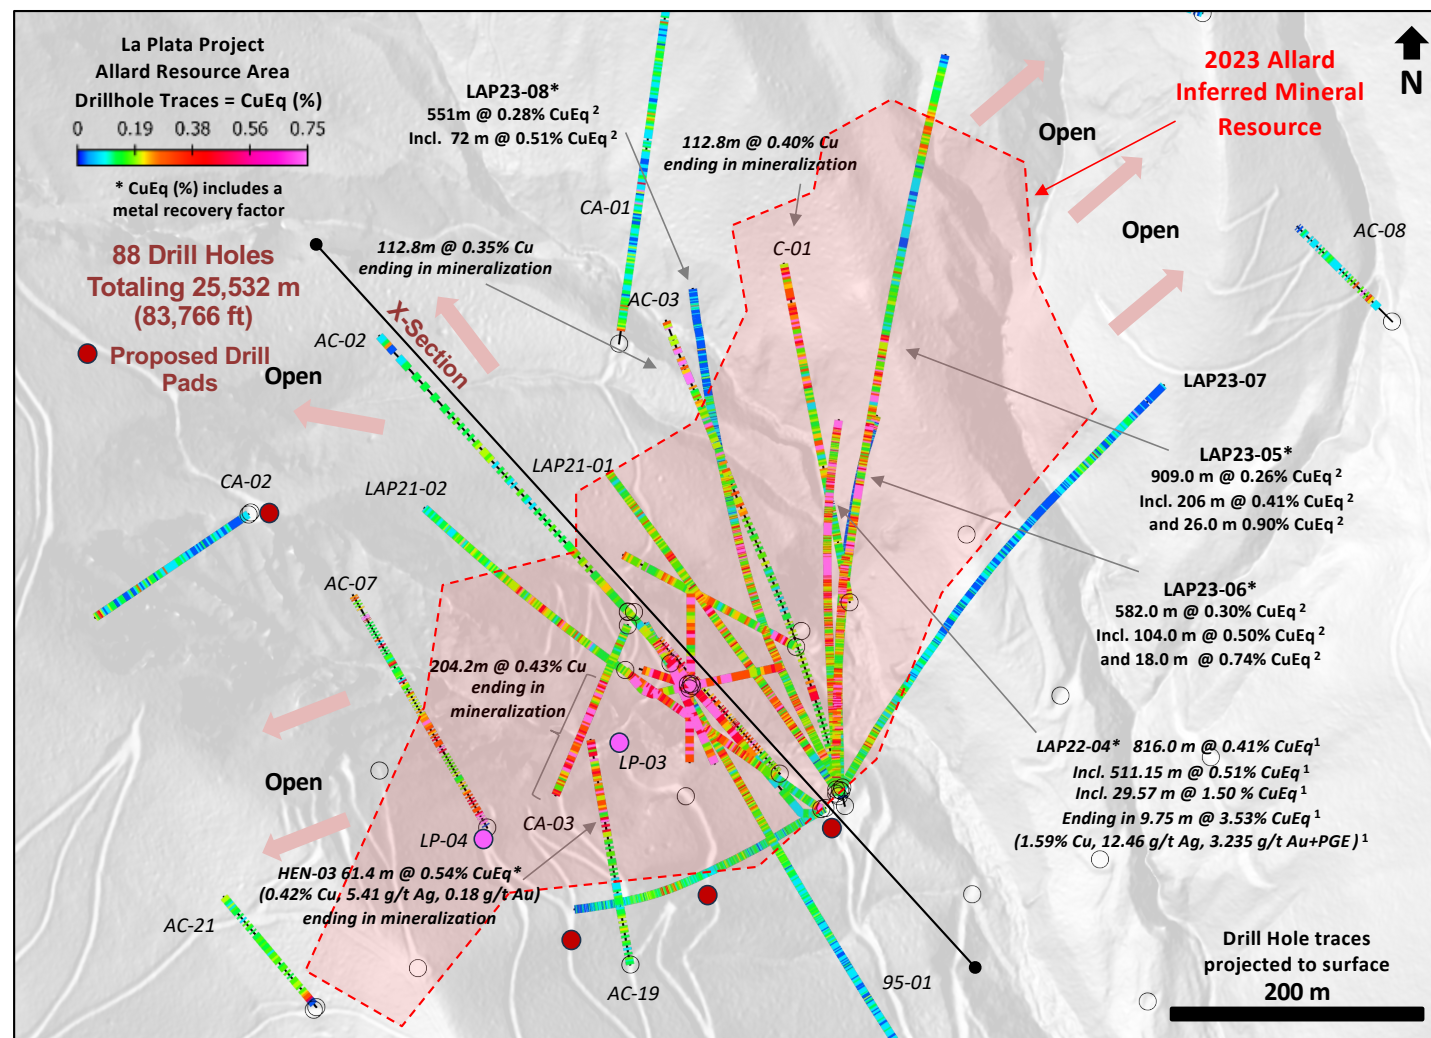 La Plata Project
Allard Resource Area
Drillhole Traces = CuEq (%)
0 0.19 0.38 0.56 0.75
* CuEq (%) includes a
metal recovery factor
88 Drill Holes
Totaling 25,532 m
(83,766 ft)
Proposed Drill
Pads
LAP23-08*
551m @ 0.28% CuEq 2
Incl. 72 m @ 0.51% CuEq 2
112.8m @ 0.40% Cu
ending in mineralization
2023 Allard
Inferred Mineral
Resource
N
Open
Open
CA-01
C-01
AC-08
112.8m @ 0.35% Cu
ending in mineralization
AC-03
X-Section
AC-02
Open
LAP23-07
LAP21-01
LAP21-02
CA-02
LAP23-05*
909.0 m @ 0.26% CuEq 2
Incl. 206 m @ 0.41% CuEq 2
and 26.0 m 0.90% CuEq 2
AC-07
LAP23-06*
582.0 m @ 0.30% CuEq 2
Incl. 104.0 m @ 0.50% CuEq 2
and 18.0 m @ 0.74% CuEq 2
204.2m @ 0.43% Cu
ending in
mineralization
LP-03
Open
LAP22-04* 816.0 m @ 0.41% CuEq1
Incl. 511.15 m @ 0.51% CuEq 1
Incl. 29.57 m @ 1.50 % CuEq 1
Ending in 9.75 m @ 3.53% CuEq 1
(1.59% Cu, 12.46 g/t Ag, 3.235 g/t Au+PGE ) 1
CA-03
LP-04
HEN-03 61.4 m @ 0.54% CuEq*
(0.42% Cu, 5.41 g/t Ag, 0.18 g/t Au)
ending in mineralization
AC-21
AC-19
95-01
Drill Hole traces
projected to surface
200 m